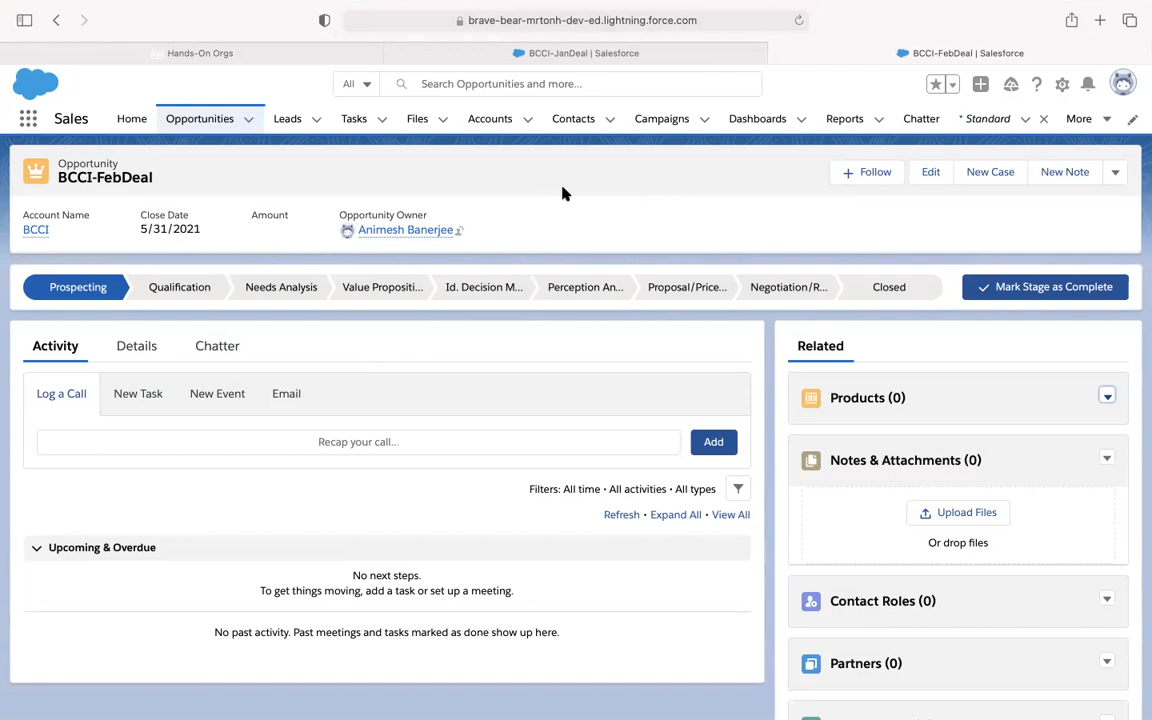 brave-bear-mrtonh-dev-ed.lightning.force.com
Hands-On Orgs
BCCI-JanDeal | Salesforce
BCCI-FebDeal | Salesforce
All
Search Opportunities and more...
Sales
Home
Opportunities
Leads
Tasks
Files
Accounts
Contacts
Campaigns
Dashboards
Reports
Chatter
* Standard
More
Opportunity
BCCI-FebDeal
+ Follow
Edit
New Case
New Note
Account Name
Close Date
Amount
Opportunity Owner
BCCI
5/31/2021
Animesh Banerjee
Prospecting
Qualification
Needs Analysis
Value Propositi...
Id. Decision M...
Perception An...
Proposal/Price...
Negotiation/R...
Closed
Mark Stage as Complete
Activity
Details
Chatter
Log a Call
New Task
New Event
Email
Recap your call...
Add
Filters: All time • All activities • All types
Refresh • Expand All • View All
Upcoming & Overdue
No next steps.
To get things moving, add a task or set up a meeting.
No past activity. Past meetings and tasks marked as done show up here.
Related
Products (0)
Notes & Attachments (0)
Upload Files
Or drop files
Contact Roles (0)
Partners (0)